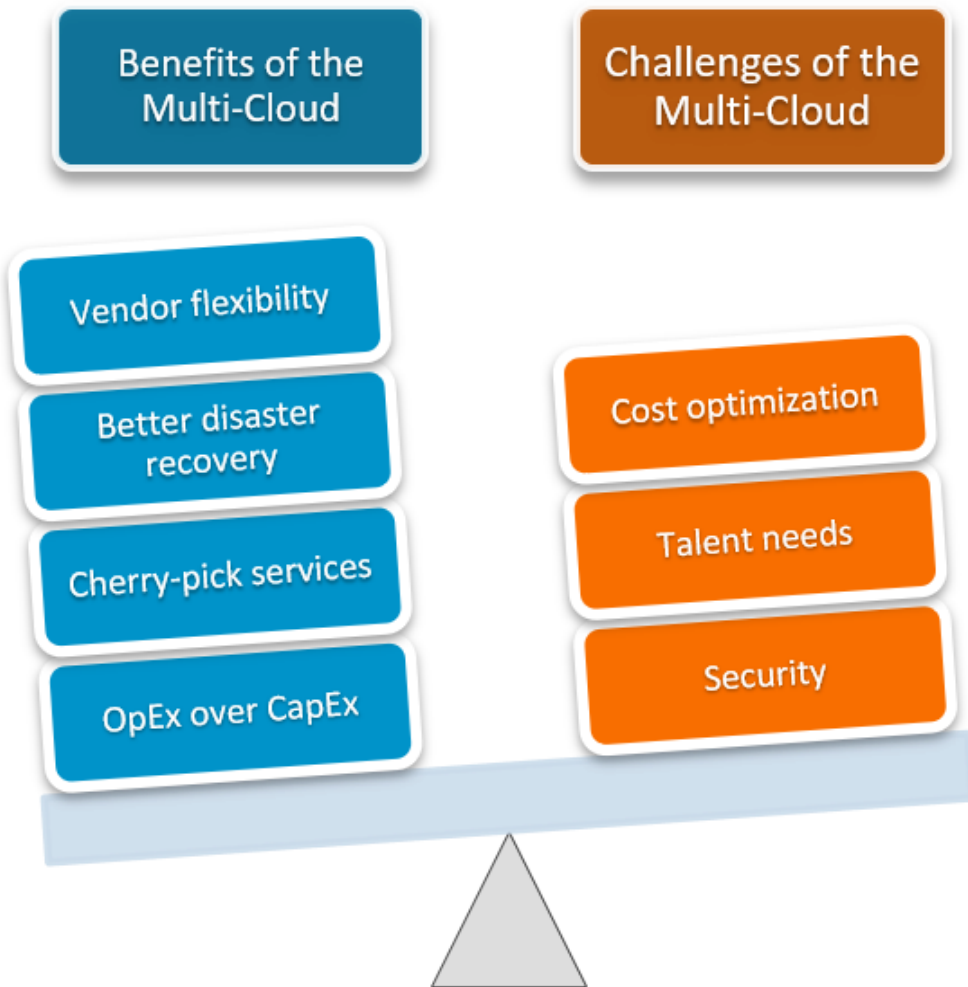 Benefits of the
Multi-Cloud
Challenges of the
Multi-Cloud
Vendor flexibility
Better disaster
recovery
Cherry-pick services
OpEx over CapEx
Cost optimization
Talent needs
Security